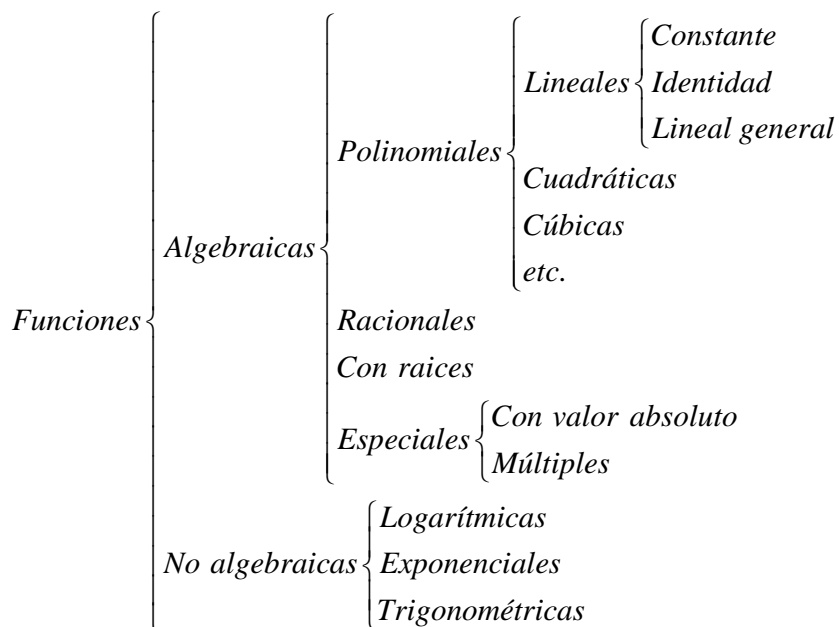 Funciones
Algebraicas
Polinomiales
Lineales
Constante
Identidad
Lineal general
Cuadráticas
Cúbicas
etc.
Racionales
Con raices
Especiales
Con valor absoluto
Múltiples
No algebraicas
Logarítmicas
Exponenciales
Trigonométricas